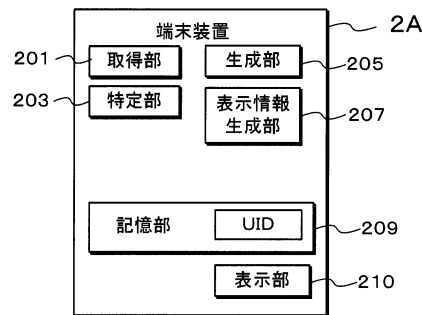 端末装置
2A
201
取得部
生成部
205
203
特定部
表示情報
生成部
207
記憶部
UID
209
表示部
210